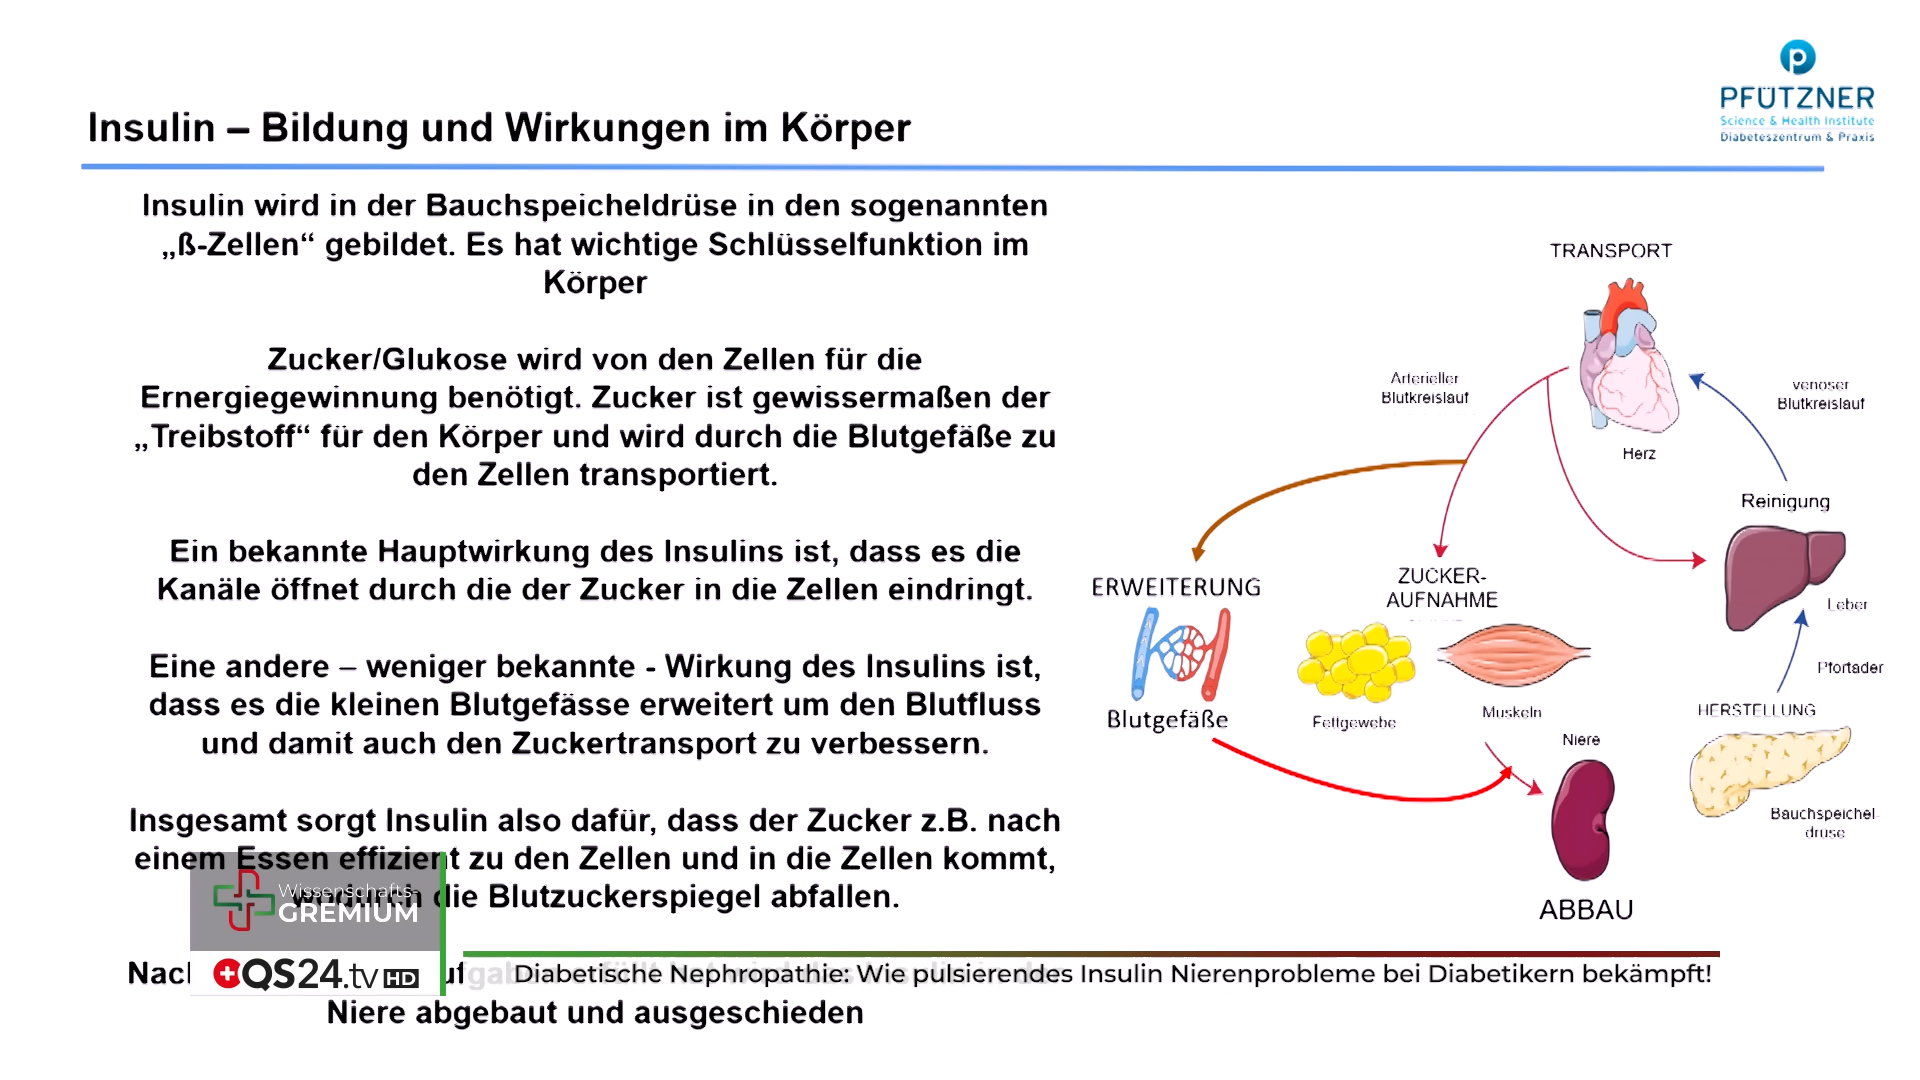 PFÜTZNER
Science & Health Institute
Diabeteszentrum & Praxis
Insulin – Bildung und Wirkungen im Körper
Insulin wird in der Bauchspeicheldrüse in den sogenannten
„ß-Zellen“ gebildet. Es hat wichtige Schlüsselfunktion im
Körper
Zucker/Glukose wird von den Zellen für die
Ernergiegewinnung benötigt. Zucker ist gewissermaßen der
„Treibstoff“ für den Körper und wird durch die Blutgefäße zu
den Zellen transportiert.
Ein bekannte Hauptwirkung des Insulins ist, dass es die
Kanäle öffnet durch die der Zucker in die Zellen eindringt.
Eine andere – weniger bekannte - Wirkung des Insulins ist,
dass es die kleinen Blutgefässe erweitert um den Blutfluss
und damit auch den Zuckertransport zu verbessern.
Insgesamt sorgt Insulin also dafür, dass der Zucker z.B. nach
einem Essen effizient zu den Zellen und in die Zellen kommt,
wodurch die Blutzuckerspiegel abfallen.
Niere abgebaut und ausgeschieden
TRANSPORT
Arterieller
Blutkreislauf
venöser
Blutkreislauf
Herz
Reinigung
Leber
Pfortader
ERWEITERUNG
Blutgefäße
ZUCKER-
AUFNAHME
Fettgewebe
Muskeln
HERSTELLUNG
Bauchspeichel-
drüse
Niere
ABBAU
Wissenschafts-
GREMIUM
QS24.tv HD
Diabetische Nephropathie: Wie pulsierendes Insulin Nierenprobleme bei Diabetikern bekämpft!